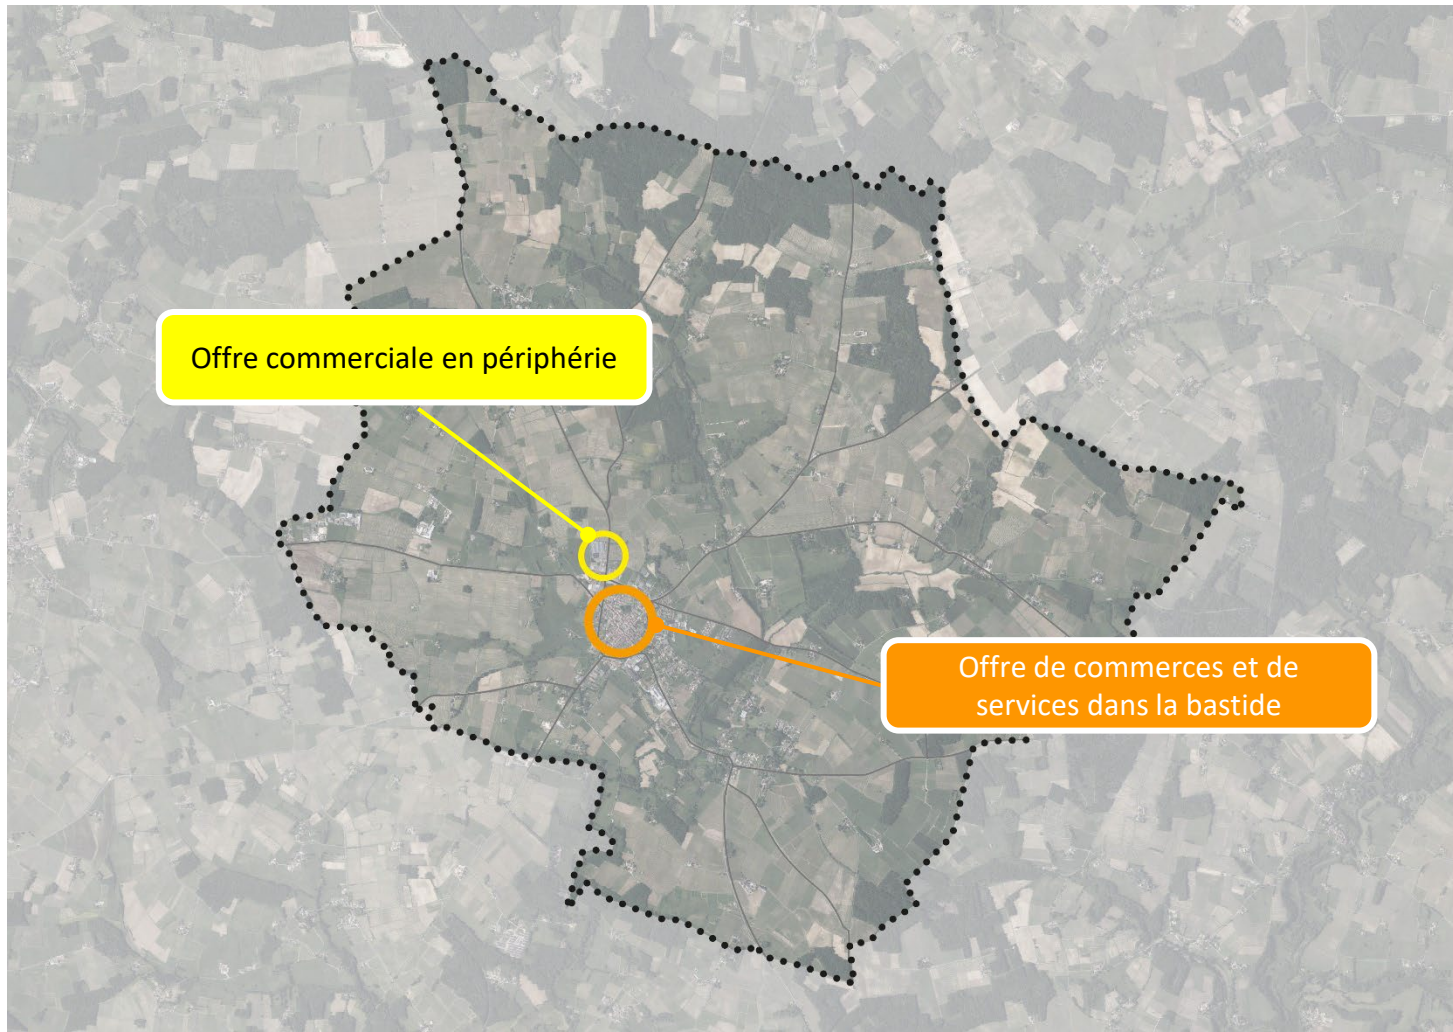 Offre commerciale en périphérie
Offre de commerces et de
services dans la bastide